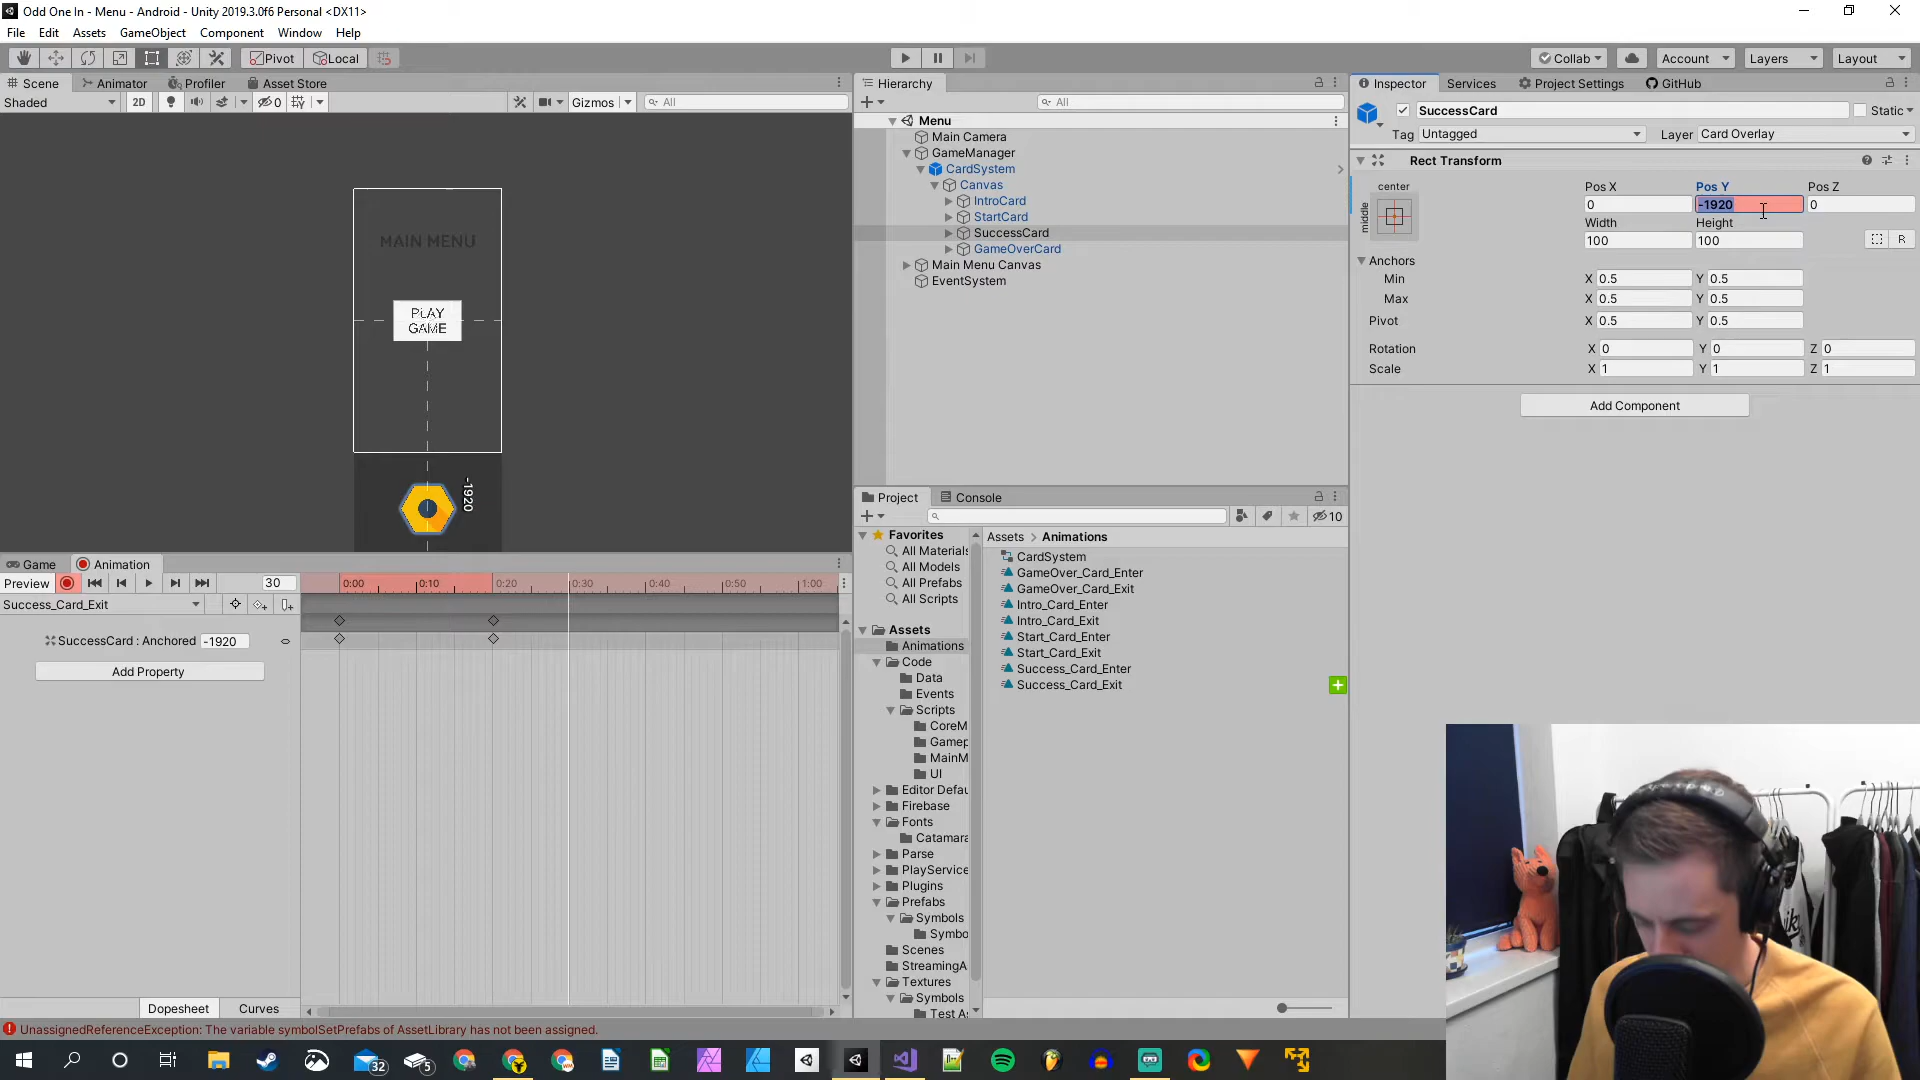 Odd One In - Menu - Android - Unity 2019.3.0f6 Personal <DX11>
File Edit Assets GameObject Component Window Help
Pivot Local Collab Account Layers Layout
Scene Animator Profiler Asset Store
Shaded 2D 0 Gizmos All
MAIN MENU
PLAY
GAME
-1920
Game Animation
Preview 30 0:00 0:10 0:20 0:30 0:40 0:50 1:00
Success_Card_Exit
SuccessCard : Anchored -1920
Add Property
Dopesheet Curves
Hierarchy
All
Menu
Main Camera
GameManager
CardSystem
Canvas
IntroCard
StartCard
SuccessCard
GameOverCard
Main Menu Canvas
EventSystem
Project Console
10
Favorites
All Materials
All Models
All Prefabs
All Scripts
Assets
Animations
Code
Data
Events
Scripts
CoreM
Gamep
MainM
UI
Editor Defau
Firebase
Fonts
Catamara
Parse
PlayService
Plugins
Prefabs
Symbols
Symbo
Scenes
StreamingA
Textures
Symbols
Test A
Assets > Animations
CardSystem
GameOver_Card_Enter
GameOver_Card_Exit
Intro_Card_Enter
Intro_Card_Exit
Start_Card_Enter
Start_Card_Exit
Success_Card_Enter
Success_Card_Exit
Inspector Services Project Settings GitHub
SuccessCard Static
Tag Untagged Layer Card Overlay
Rect Transform
center
middle
Pos X Pos Y Pos Z
0 -1920 0
Width Height
100 100 R
Anchors
Min X 0.5 Y 0.5
Max X 0.5 Y 0.5
Pivot X 0.5 Y 0.5
Rotation X 0 Y 0 Z 0
Scale X 1 Y 1 Z 1
Add Component
UnassignedReferenceException: The variable symbolSetPrefabs of AssetLibrary has not been assigned.
32 5